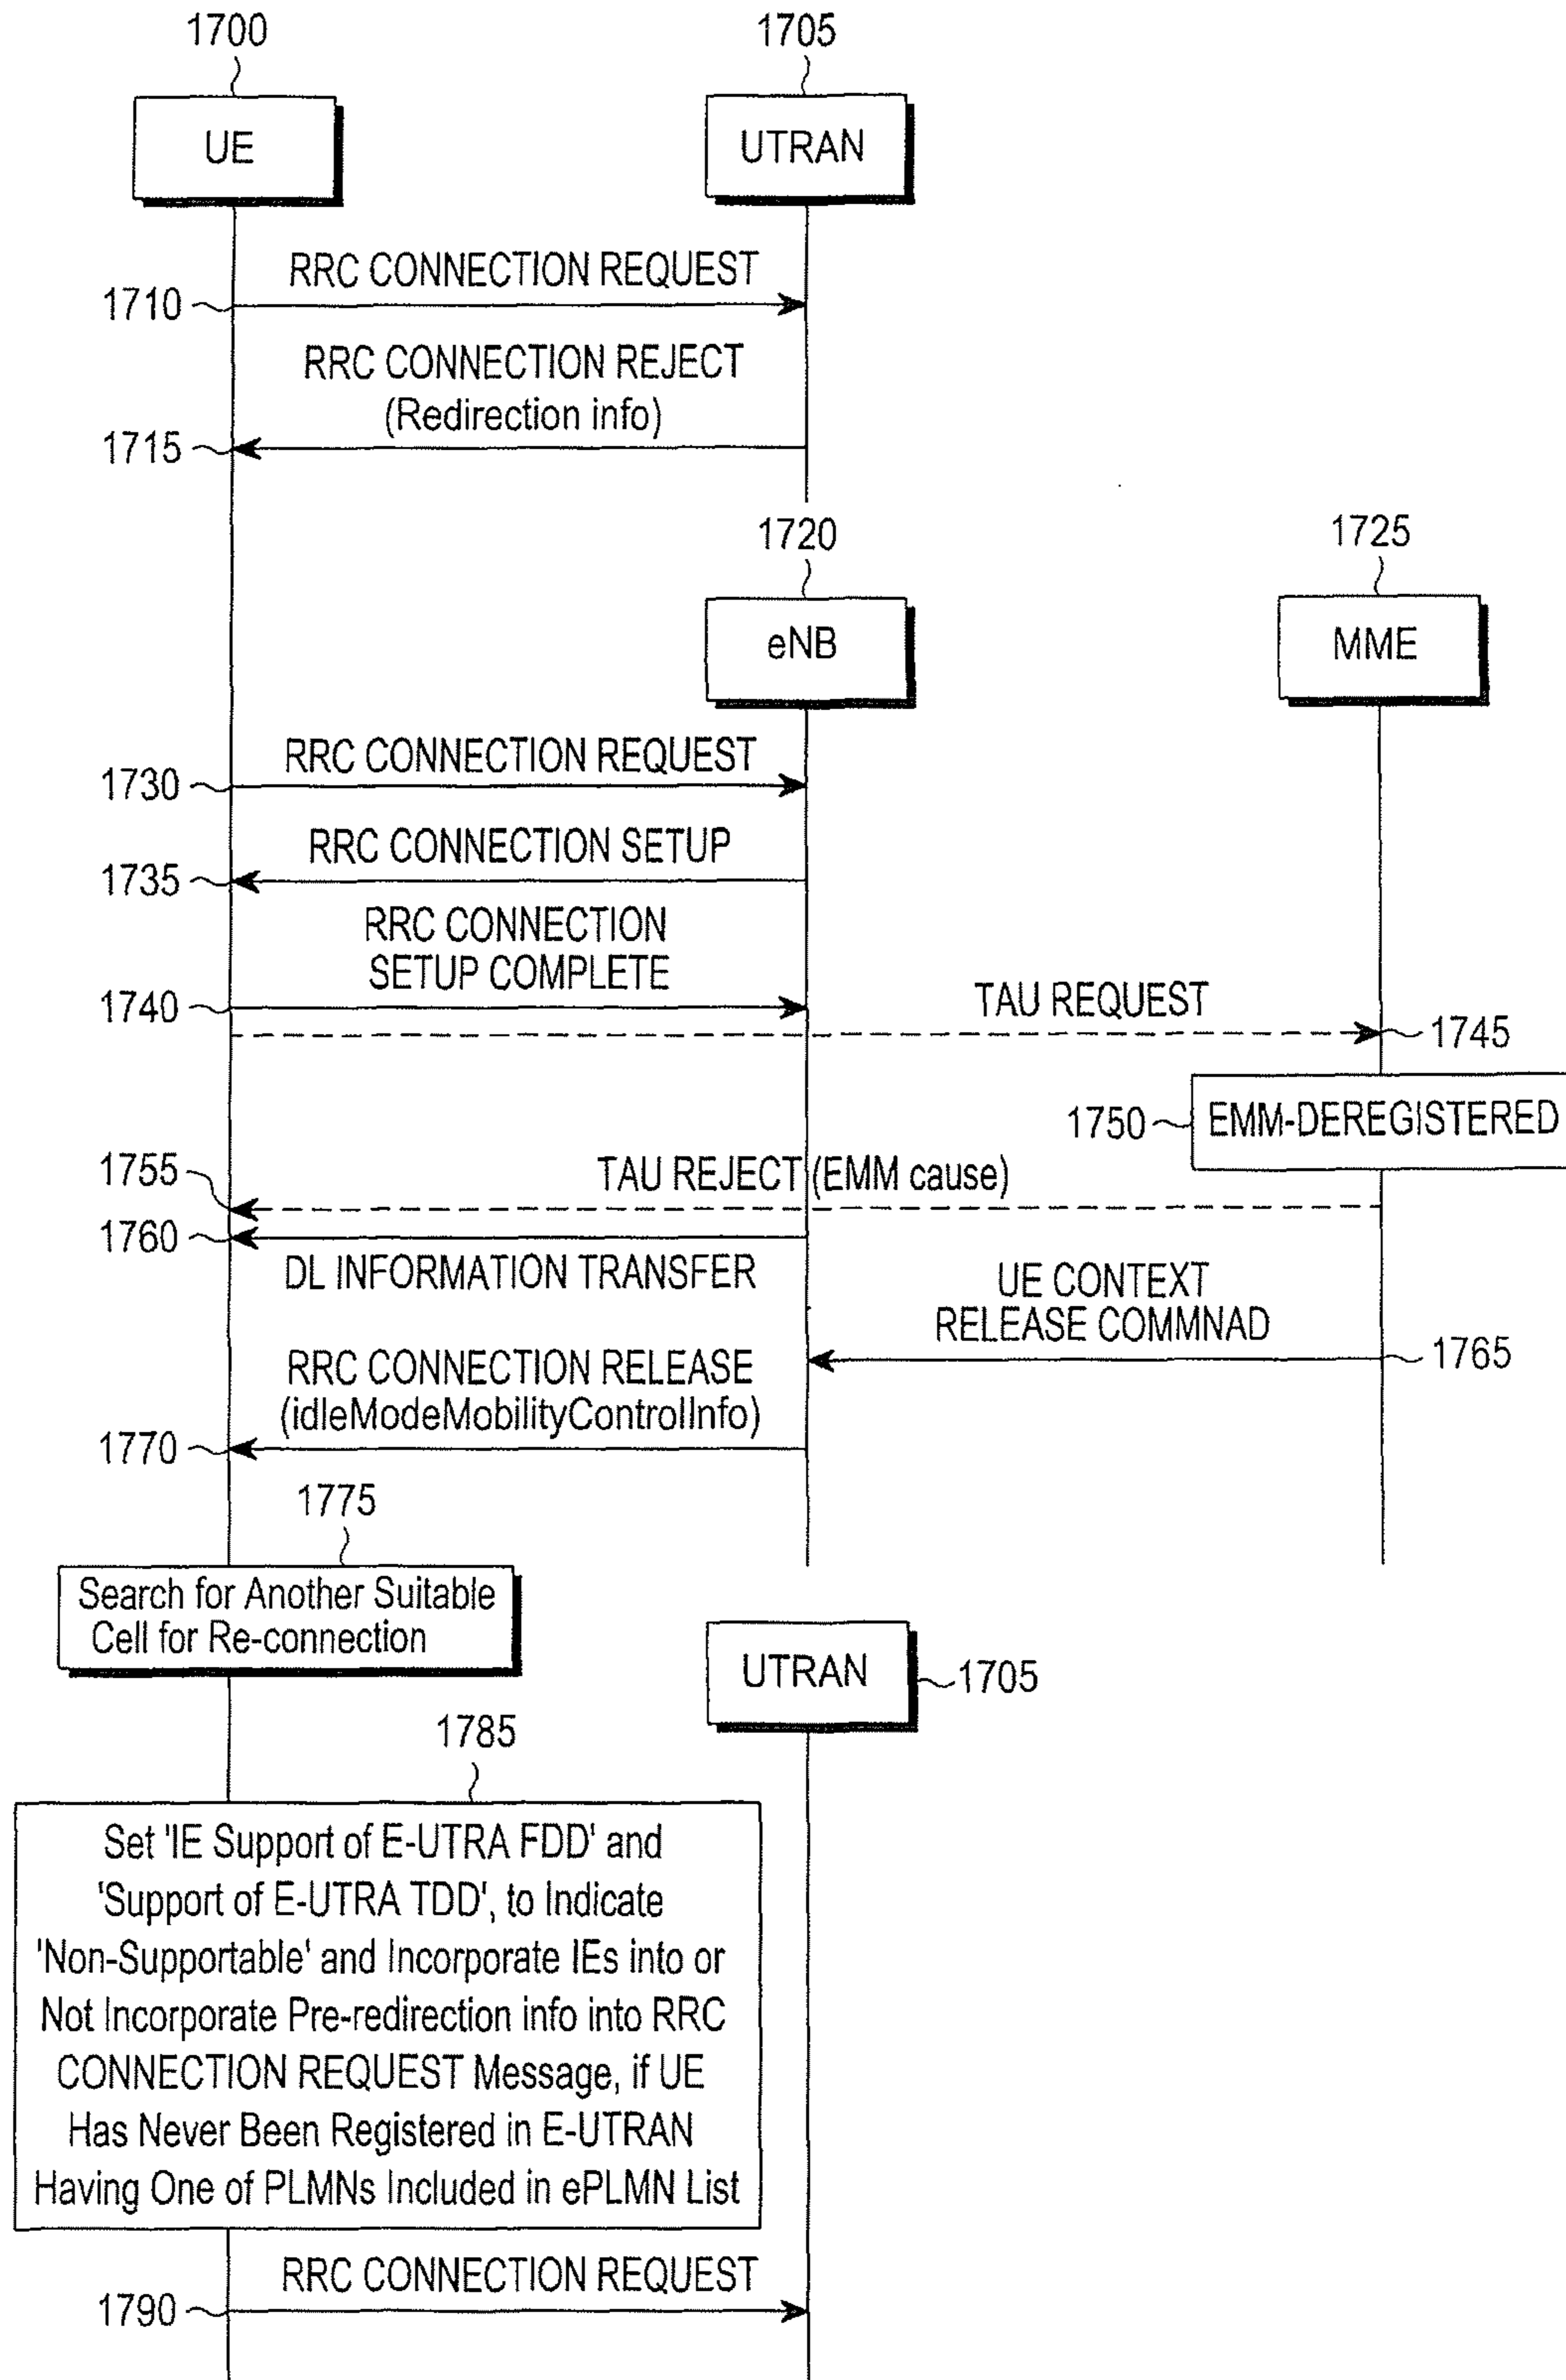 1700
1705
UE
UTRAN
RRC CONNECTION REQUEST
1710
RRC CONNECTION REJECT
(Redirection info)
1715
1720
1725
eNB
MME
RRC CONNECTION REQUEST
1730
RRC CONNECTION SETUP
1735
RRC CONNECTION
SETUP COMPLETE
1740
TAU REQUEST
1745
1750
EMM-DEREGISTERED
1755
TAU REJECT (EMM cause)
1760
DL INFORMATION TRANSFER
UE CONTEXT
RELEASE COMMNAD
1765
RRC CONNECTION RELEASE
(idleModeMobilityControlInfo)
1770
1775
Search for Another Suitable
Cell for Re-connection
UTRAN
1705
1785
Set 'IE Support of E-UTRA FDD' and
'Support of E-UTRA TDD', to Indicate
'Non-Supportable' and Incorporate IEs into or
Not Incorporate Pre-redirection info into RRC
CONNECTION REQUEST Message, if UE
Has Never Been Registered in E-UTRAN
Having One of PLMNs Included in ePLMN List
RRC CONNECTION REQUEST
1790